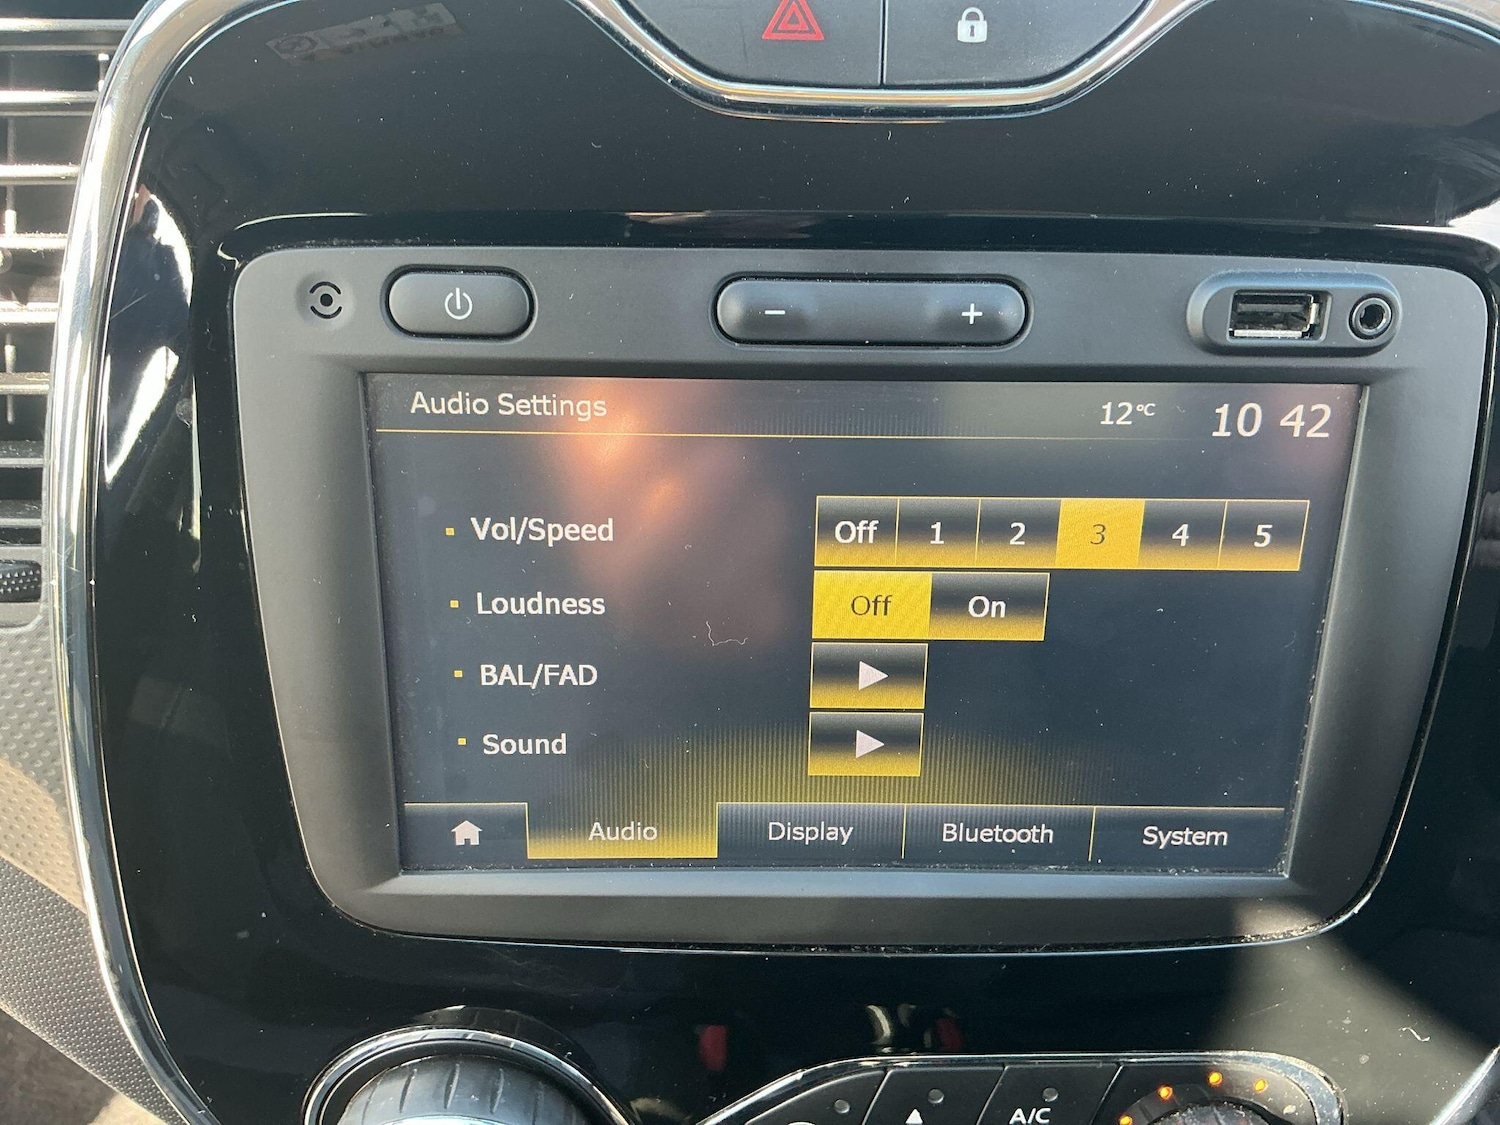 Audio Settings 12°C 10 42
Vol/Speed Off 1 2 3 4 5
Loudness Off On
BAL/FAD
Sound
Audio Display Bluetooth System
A/C